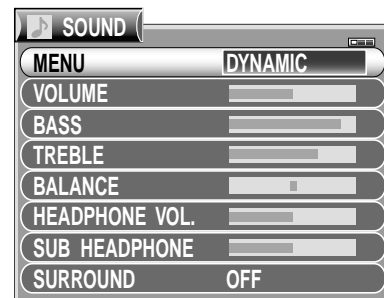 SOUND
MENU DYNAMIC
VOLUME
BASS
TREBLE
BALANCE
HEADPHONE VOL.
SUB HEADPHONE
SURROUND OFF